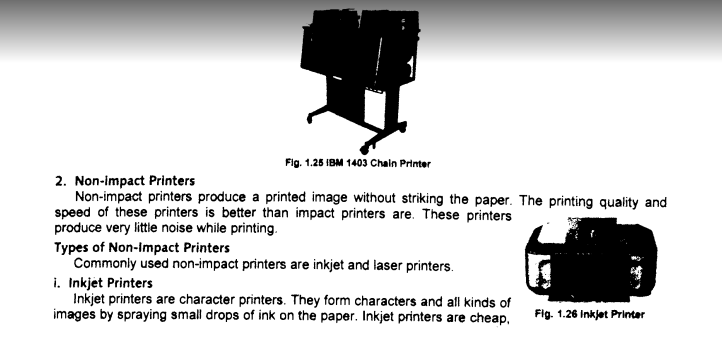 Fig. 1.25 IBM 1403 Chain Printer
2. Non-impact Printers
Non-impact printers produce a printed image without striking the paper. The printing quality and
speed of these printers is better than impact printers are. These printers
produce very little noise while printing.
Types of Non-Impact Printers
Commonly used non-impact printers are inkjet and laser printers.
i. Inkjet Printers
Inkjet printers are character printers. They form characters and all kinds of
images by spraying small drops of ink on the paper. Inkjet printers are cheap,
Fig. 1.26 Inkjet Printer